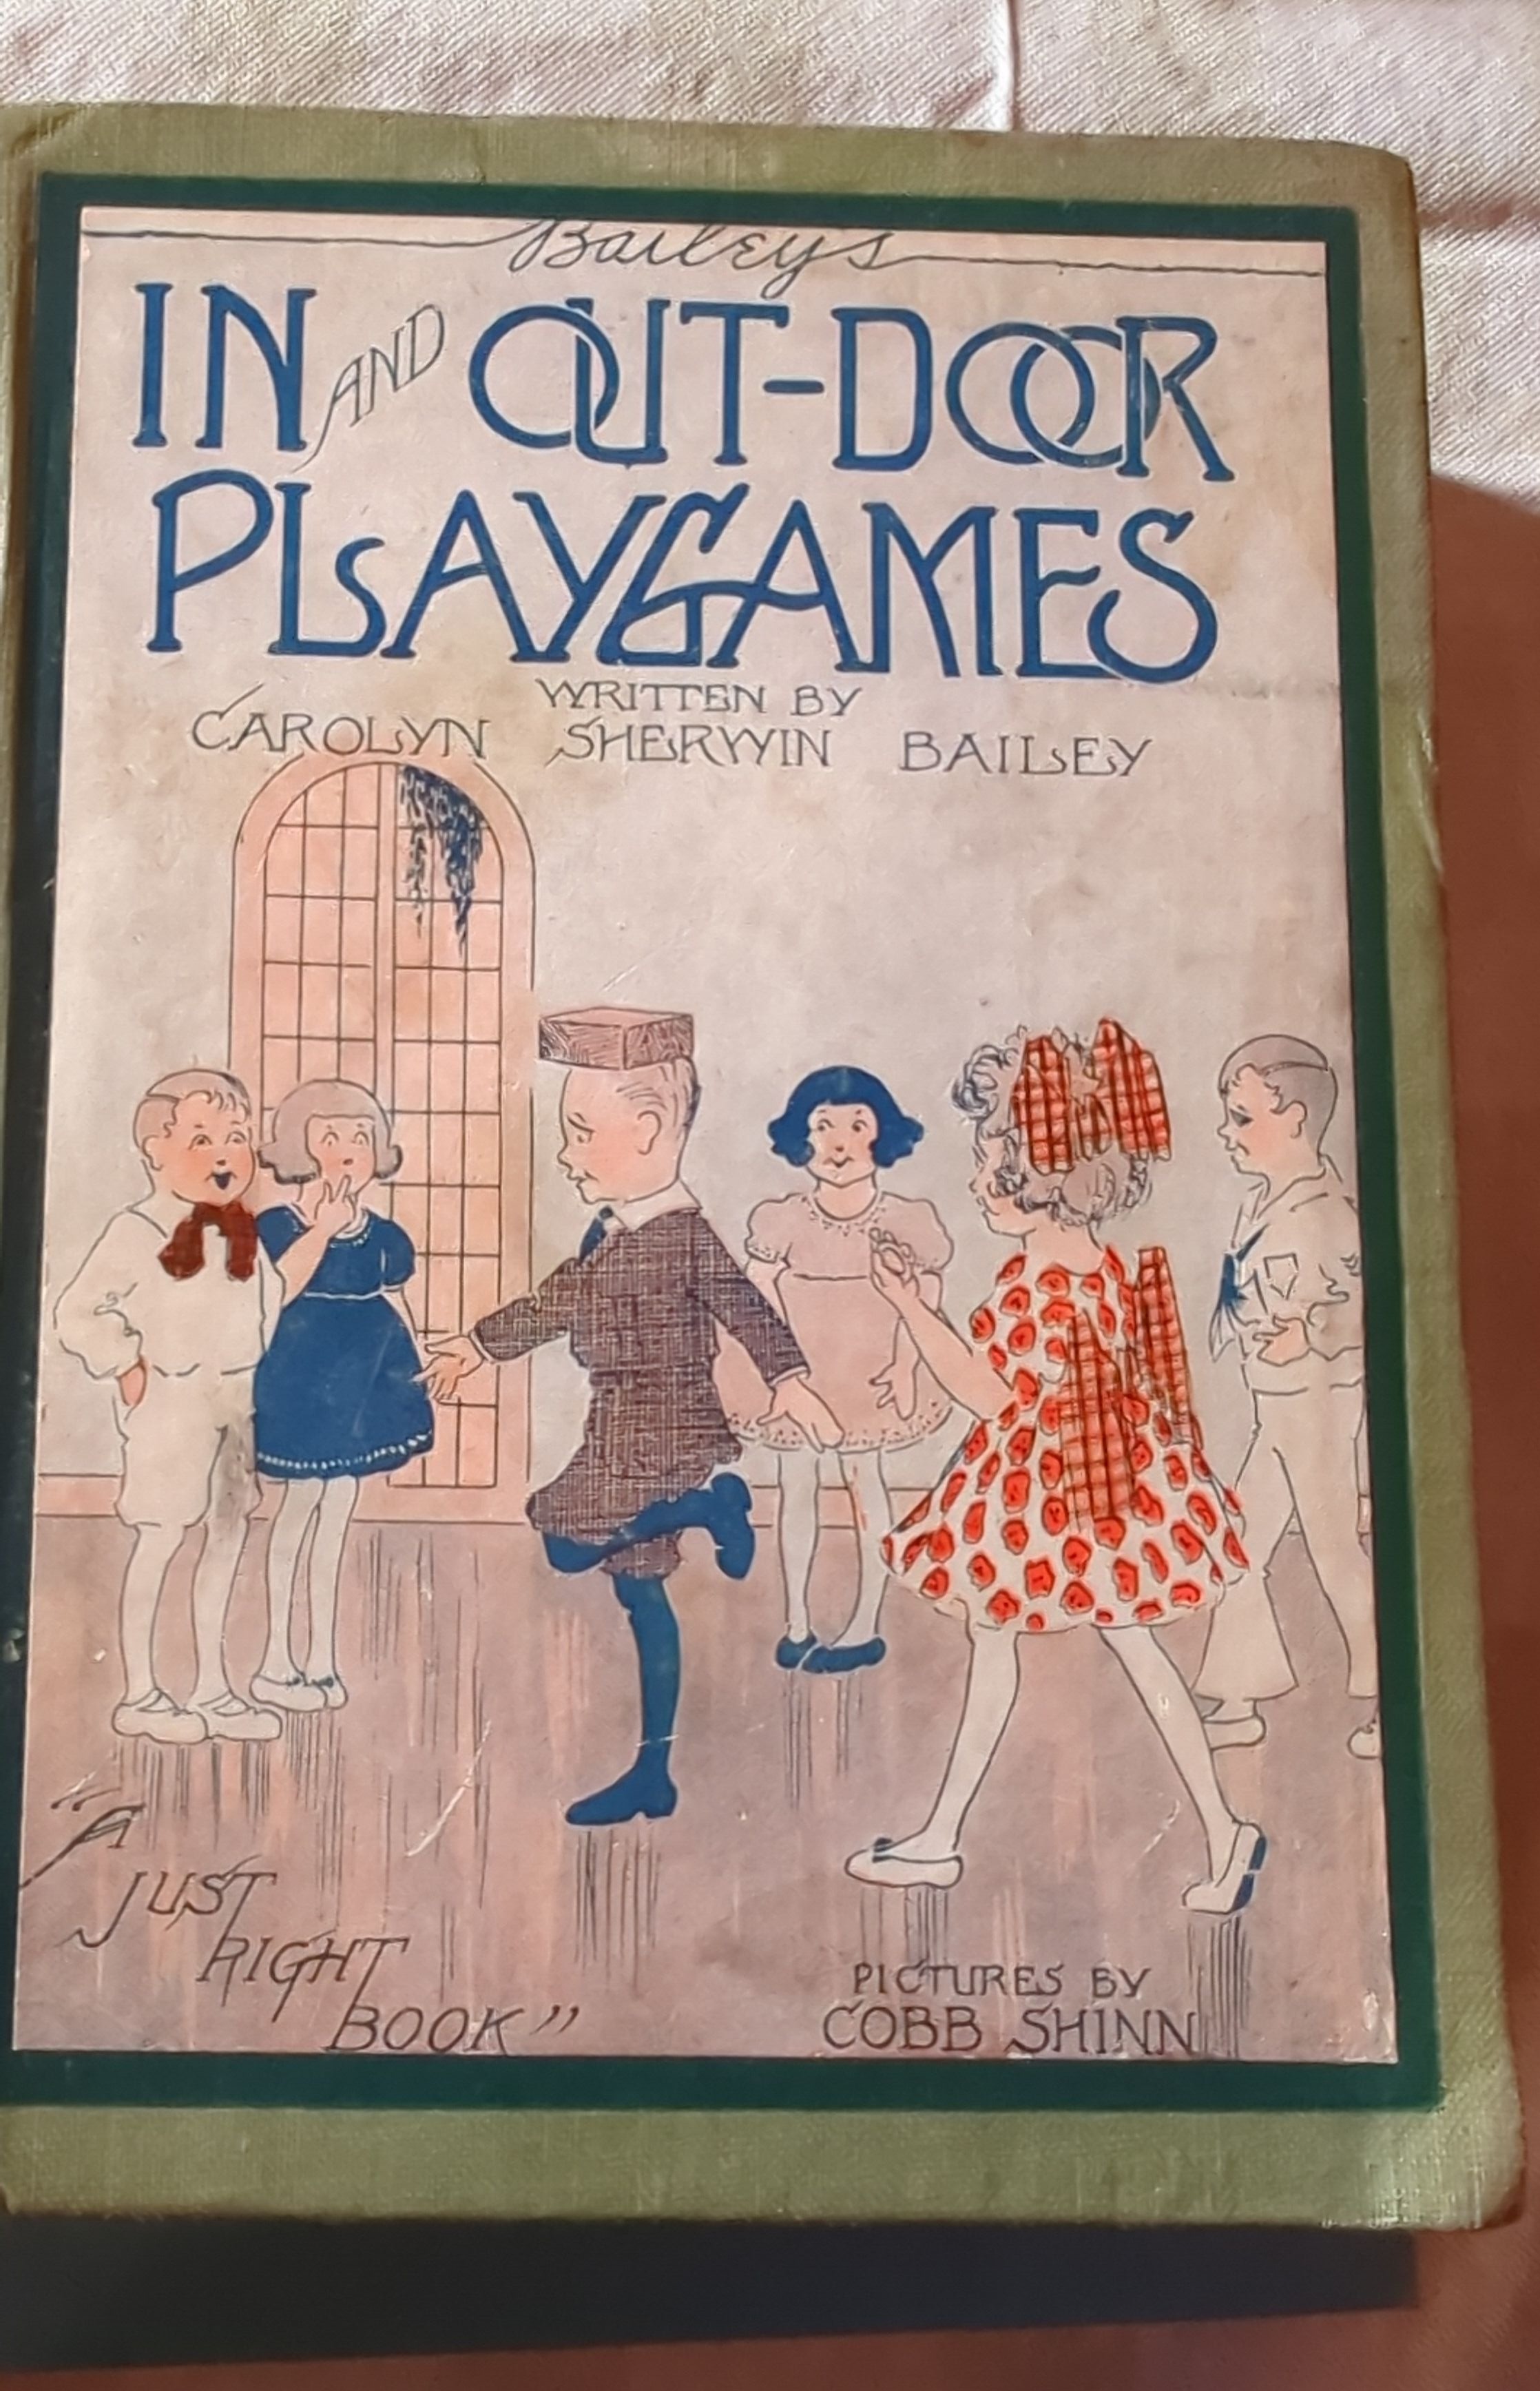 Bailey's
IN AND OUT-DOOR
PLAYGAMES
WRITTEN BY
CAROLYN SHERWIN BAILEY
"A
JUST
RIGHT
BOOK"
PICTURES BY
COBB SHINN